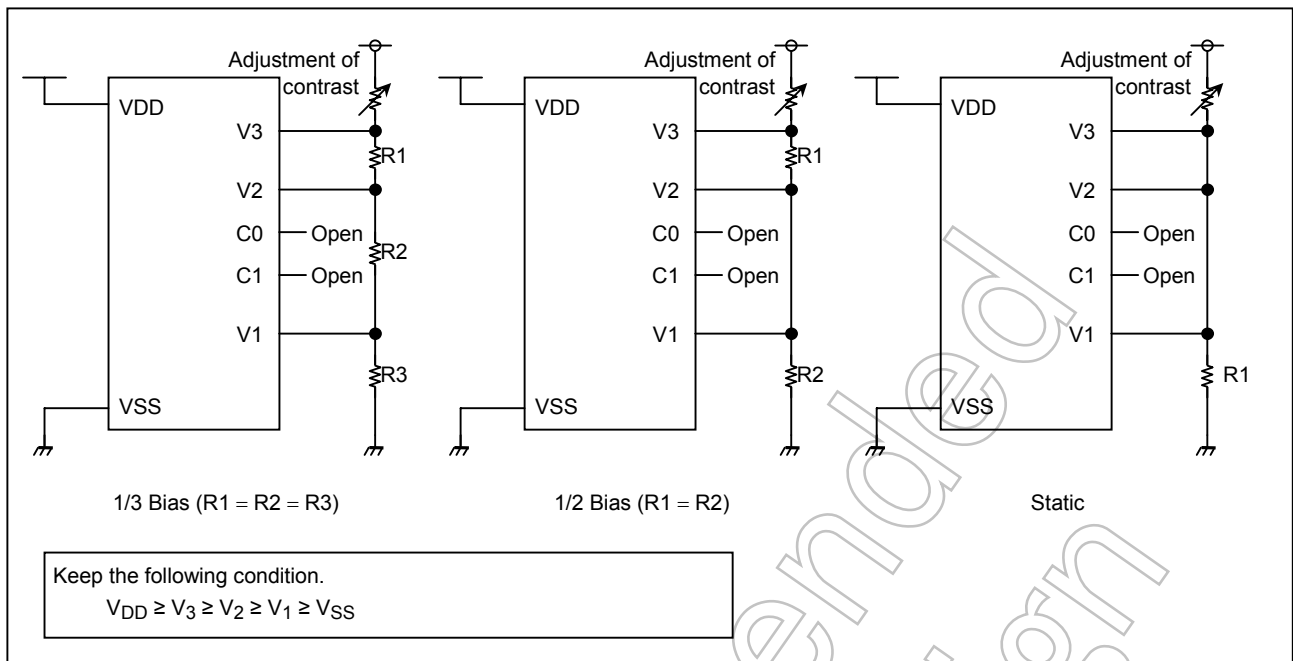 Adjustment of
contrast
VDD
V3
R1
V2
C0
Open
R2
C1
Open
V1
R3
VSS
1/3 Bias (R1 = R2 = R3)
Adjustment of
contrast
VDD
V3
R1
V2
C0
Open
C1
Open
V1
R2
VSS
1/2 Bias (R1 = R2)
Adjustment of
contrast
VDD
V3
V2
C0
Open
C1
Open
V1
R1
VSS
Static
Keep the following condition.
VDD ≥ V3 ≥ V2 ≥ V1 ≥ VSS